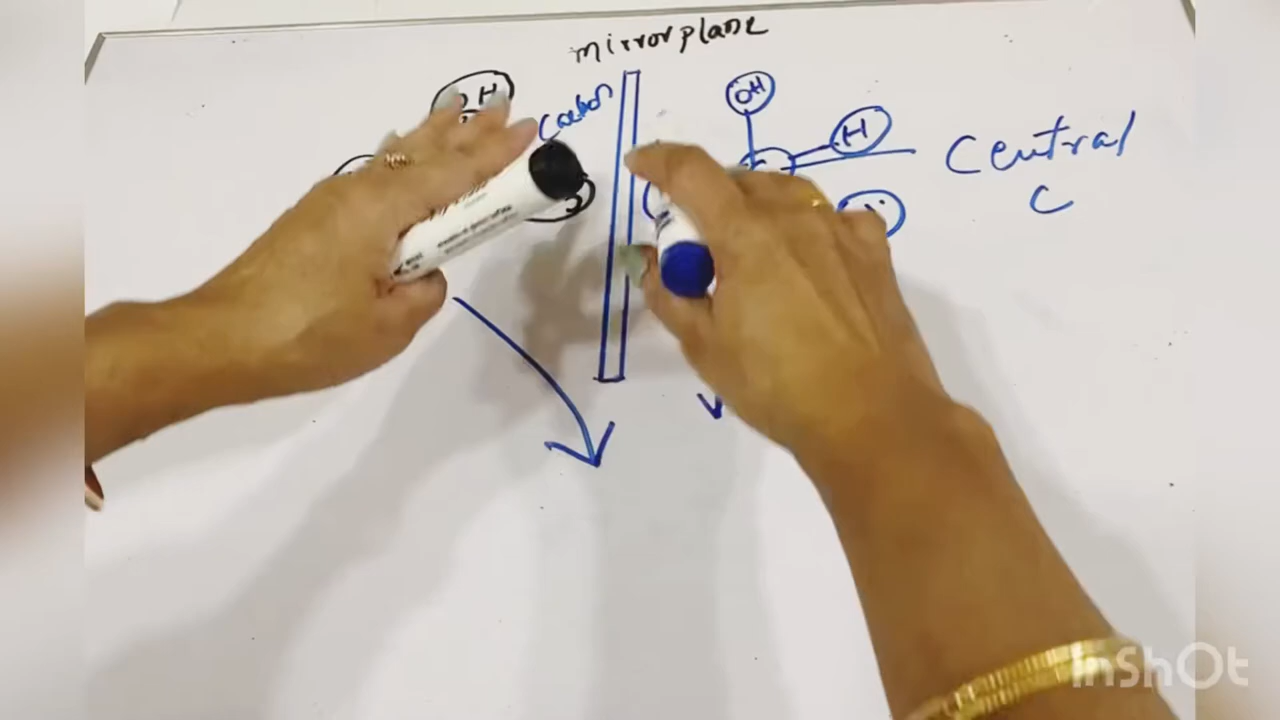 mirrorplane
OH
OH
Carbon
H
Central
C
InShOt